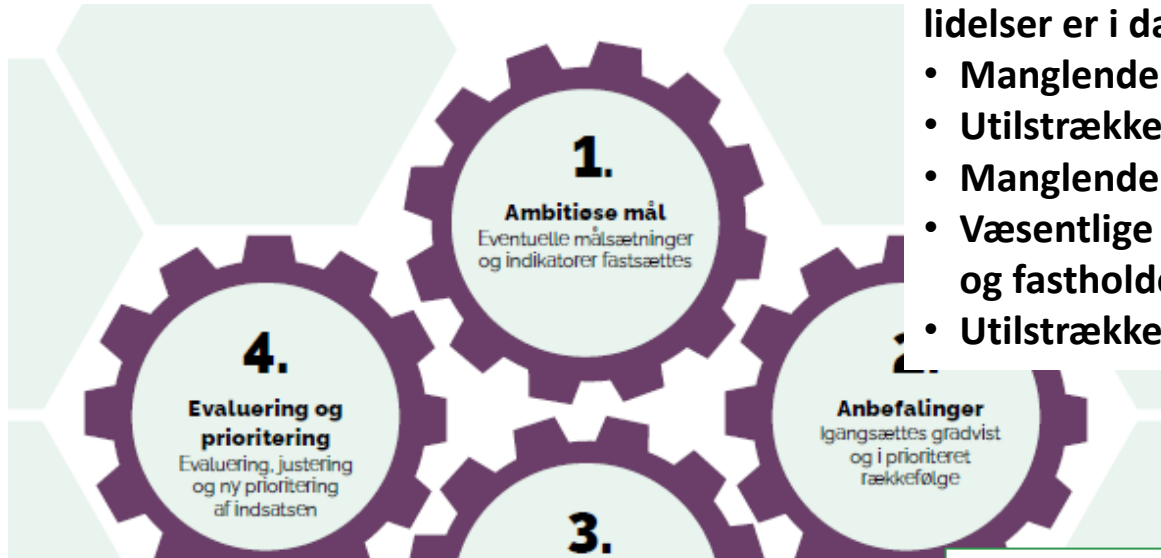 lidelser er i da
• Manglende
• Utilstrække
• Manglende
• Væsentlige
og fastholde
• Utilstrække
1.
Ambitiøse mål
Eventuelle målsætninger
og indikatorer fastsættes
2.
Anbefalinger
Igangsættes gradvist
og i prioriteret
rækkefølge
3.
4.
Evaluering og
prioritering
Evaluering, justering
og ny prioritering
af indsatsen